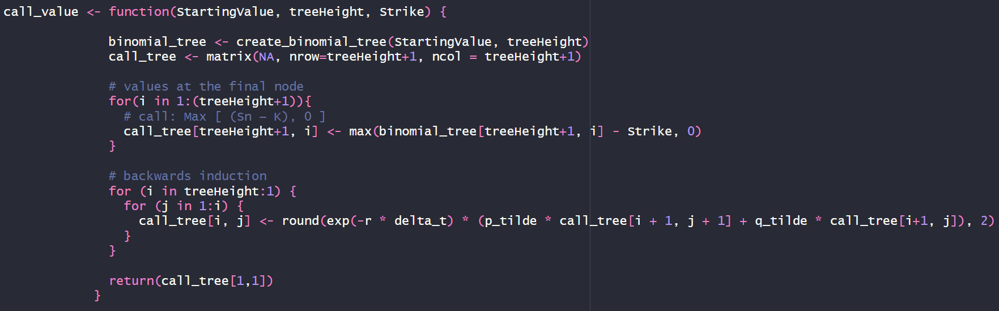 call_value <- function(StartingValue, treeHeight, Strike) {
binomial_tree <- create_binomial_tree(StartingValue, treeHeight)
call_tree <- matrix(NA, nrow=treeHeight+1, ncol = treeHeight+1)
# values at the final node
for(i in 1:(treeHeight+1)){
# call: Max [ (Sn – K), 0 ]
call_tree[treeHeight+1, i] <- max(binomial_tree[treeHeight+1, i] - Strike, 0)
}
# backwards induction
for (i in treeHeight:1) {
for (j in 1:i) {
call_tree[i, j] <- round(exp(-r * delta_t) * (p_tilde * call_tree[i + 1, j + 1] + q_tilde * call_tree[i+1, j]), 2)
}
}
return(call_tree[1,1])
}